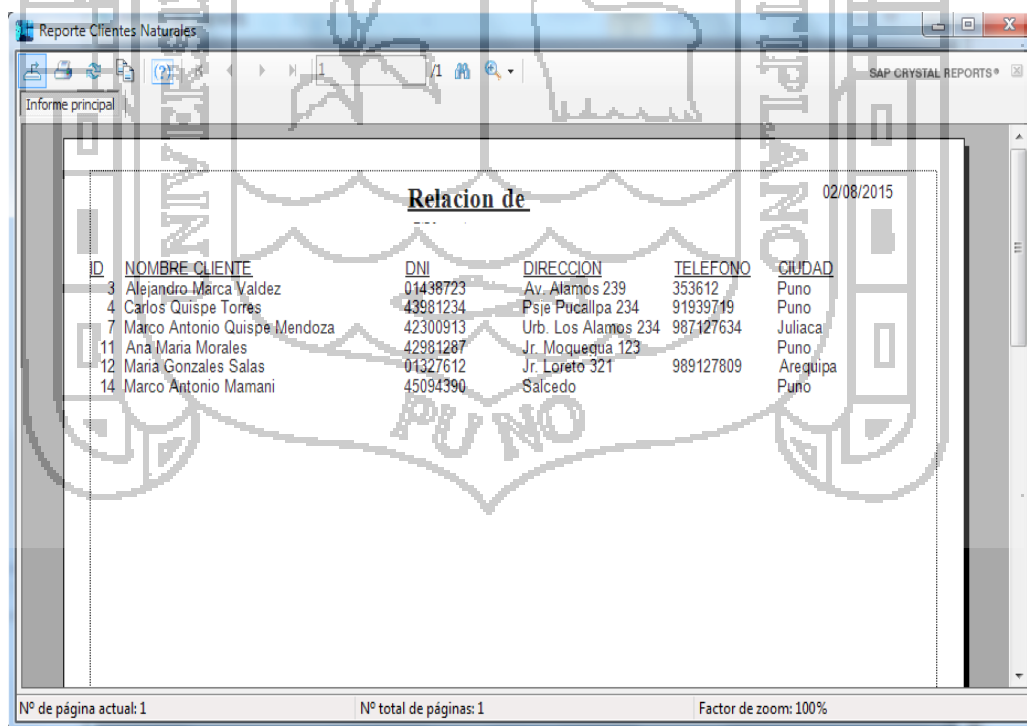 Reporte Clientes Naturales
1 /1 SAP CRYSTAL REPORTS®
Informe principal
Relacion de
02/08/2015
ID NOMBRE CLIENTE DNI DIRECCION TELEFONO CIUDAD
3 Alejandro Marca Valdez 01438723 Av. Alamos 239 353612 Puno
4 Carlos Quispe Torres 43981234 Psje Pucallpa 234 91939719 Puno
7 Marco Antonio Quispe Mendoza 42300913 Urb. Los Alamos 234 987127634 Juliaca
11 Ana Maria Morales 42981287 Jr. Moquegua 123 Puno
12 Maria Gonzales Salas 01327612 Jr. Loreto 321 989127809 Arequipa
14 Marco Antonio Mamani 45094390 Salcedo Puno
PUNO
Nº de página actual: 1 Nº total de páginas: 1 Factor de zoom: 100%